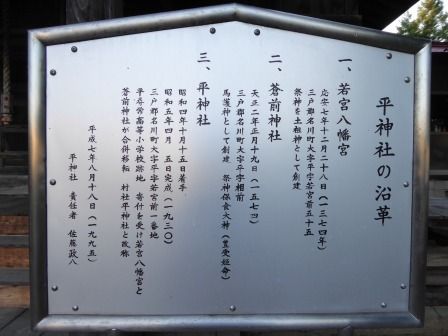 平神社の沿革
一、若宮八幡宮
応安七年十二月二十八日(一三七四年)
三戸郡名川町大字平字若宮前五十五
祭神を土祖神として創建
二、蒼前神社
天正二年正月十九日(一五七四)
三戸郡名川町大字平字相前
馬護神として創建 祭神保食大神(豊受姫命)
三、平神社
昭和四年十月十五日着手
昭和五年四月 五日完成(一九三〇)
三戸郡名川町大字平字若宮前一番地
平尋常高等小学校跡地 寄付を受け若宮八幡宮と
蒼前神社が合併移転 村社平神社と改称
平成七年八月十八日(一九九五)
平神社 責任者 佐藤政八